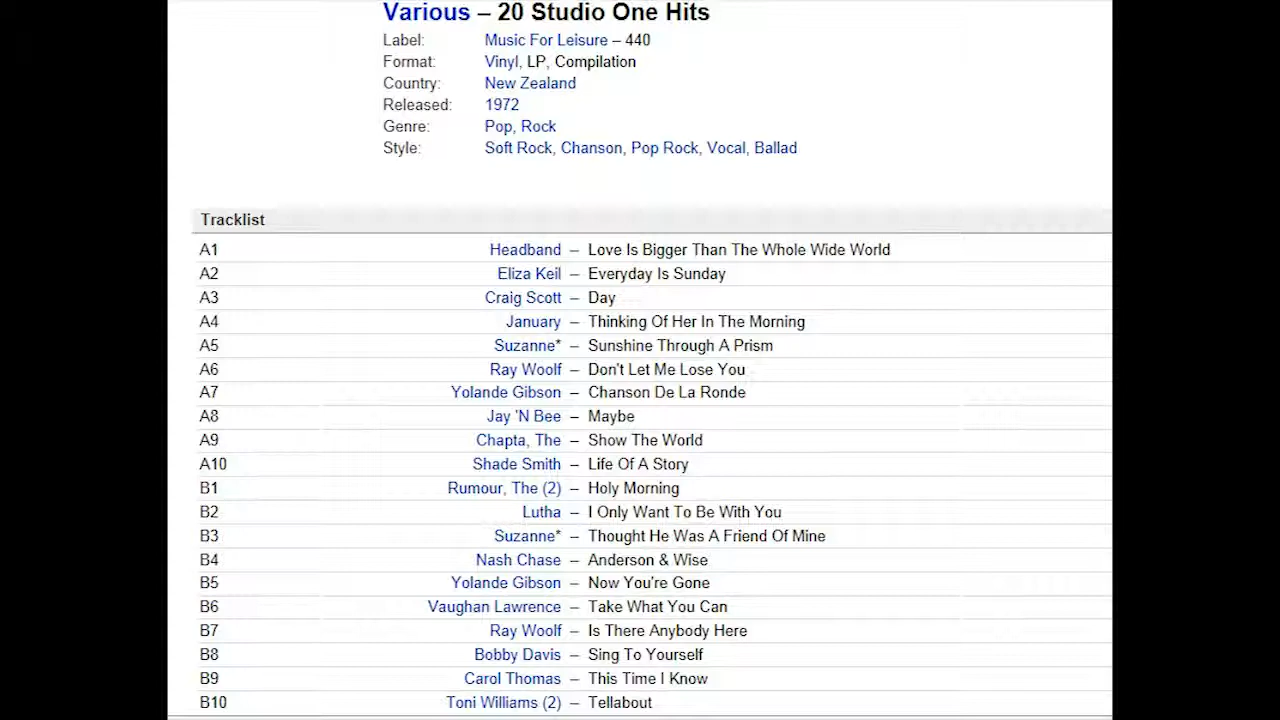 Various – 20 Studio One Hits
Label: Music For Leisure – 440
Format: Vinyl, LP, Compilation
Country: New Zealand
Released: 1972
Genre: Pop, Rock
Style: Soft Rock, Chanson, Pop Rock, Vocal, Ballad
Tracklist
A1 Headband – Love Is Bigger Than The Whole Wide World
A2 Eliza Keil – Everyday Is Sunday
A3 Craig Scott – Day
A4 January – Thinking Of Her In The Morning
A5 Suzanne* – Sunshine Through A Prism
A6 Ray Woolf – Don't Let Me Lose You
A7 Yolande Gibson – Chanson De La Ronde
A8 Jay 'N Bee – Maybe
A9 Chapta, The – Show The World
A10 Shade Smith – Life Of A Story
B1 Rumour, The (2) – Holy Morning
B2 Lutha – I Only Want To Be With You
B3 Suzanne* – Thought He Was A Friend Of Mine
B4 Nash Chase – Anderson & Wise
B5 Yolande Gibson – Now You're Gone
B6 Vaughan Lawrence – Take What You Can
B7 Ray Woolf – Is There Anybody Here
B8 Bobby Davis – Sing To Yourself
B9 Carol Thomas – This Time I Know
B10 Toni Williams (2) – Tellabout